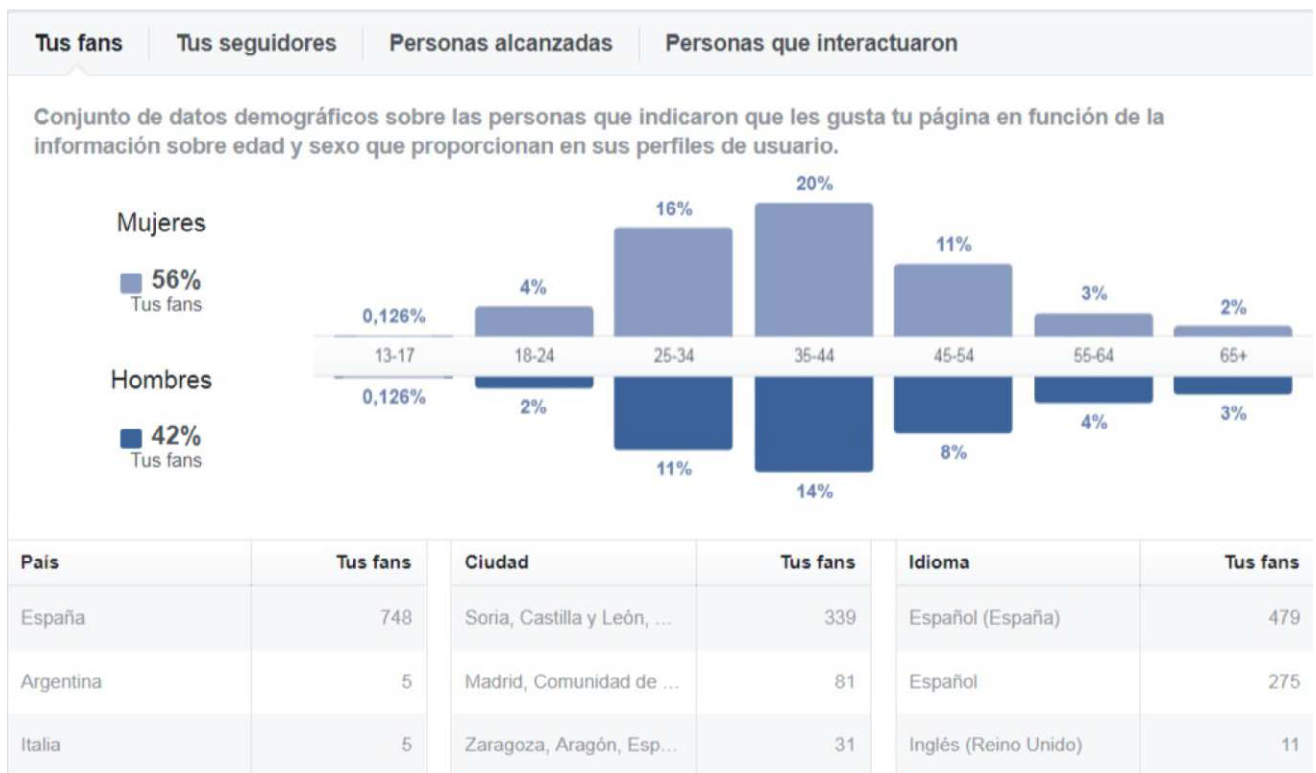 Tus fans Tus seguidores Personas alcanzadas Personas que interactuaron
Conjunto de datos demográficos sobre las personas que indicaron que les gusta tu página en función de la
información sobre edad y sexo que proporcionan en sus perfiles de usuario.
Mujeres
56%
Tus fans
0,126% 4% 16% 20% 11% 3% 2%
13-17 18-24 25-34 35-44 45-54 55-64 65+
Hombres
42%
Tus fans
0,126% 2% 11% 14% 8% 4% 3%
País Tus fans Ciudad Tus fans Idioma Tus fans
España 748 Soria, Castilla y León, ... 339 Español (España) 479
Argentina 5 Madrid, Comunidad de ... 81 Español 275
Italia 5 Zaragoza, Aragón, Esp... 31 Inglés (Reino Unido) 11